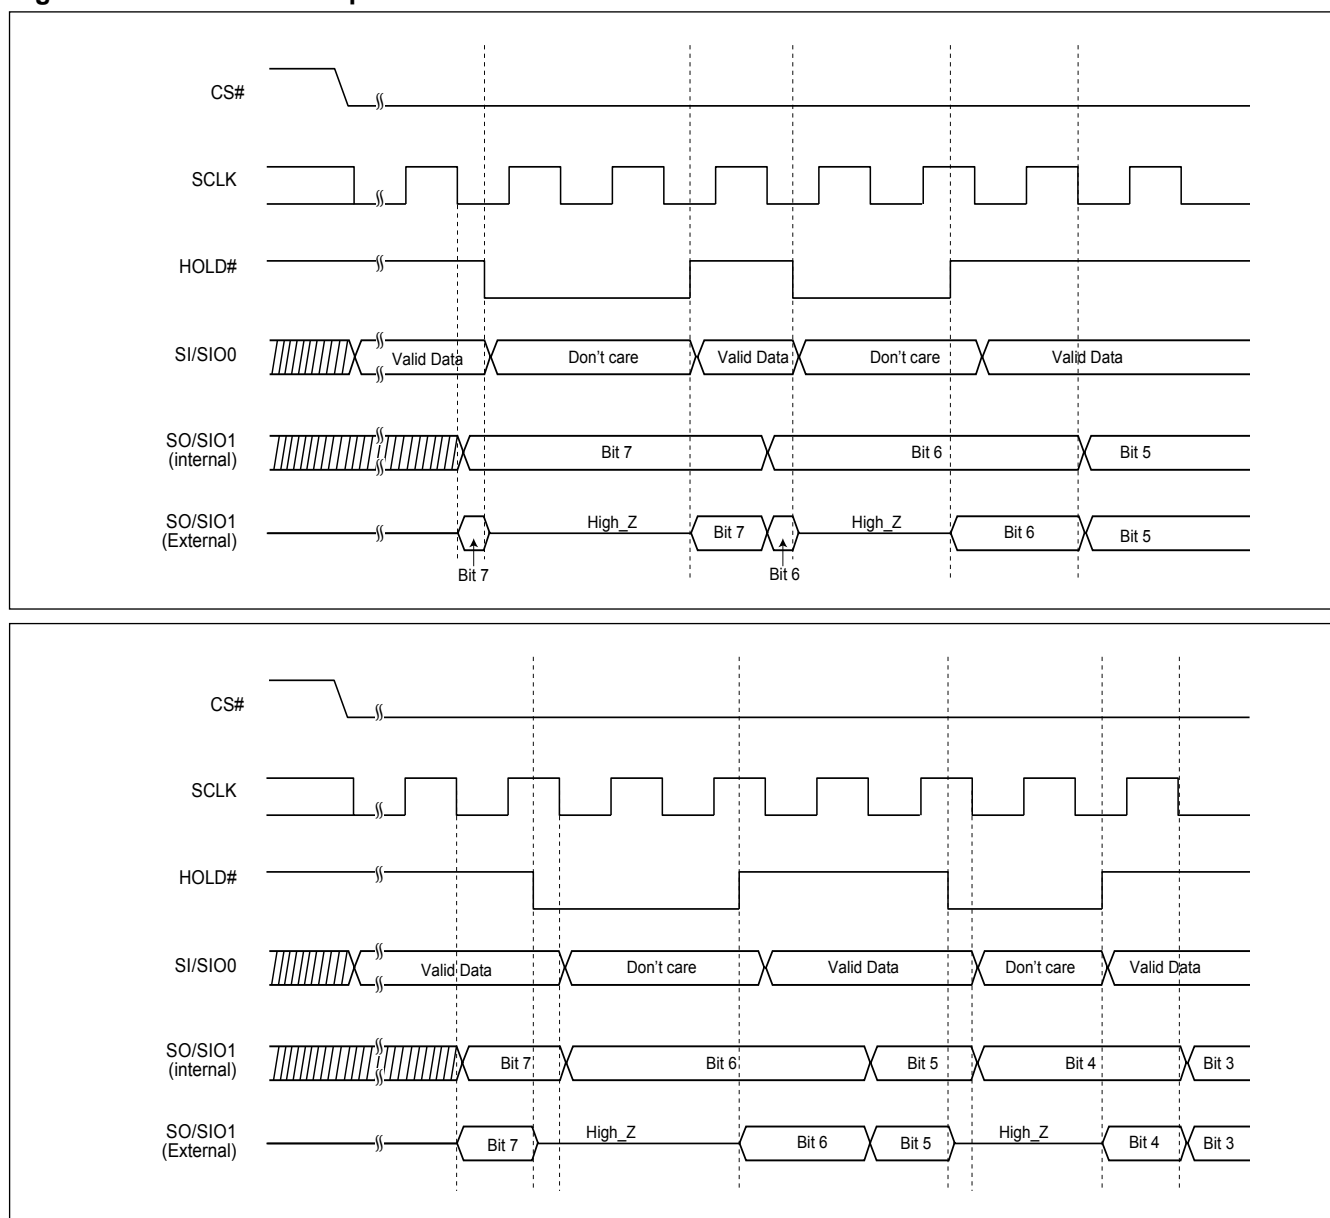 CS#
SCLK
HOLD#
SI/SIO0
Valid Data
Don't care
Valid Data
Don't care
Valid Data
SO/SIO1
(internal)
Bit 7
Bit 6
Bit 5
SO/SIO1
(External)
High_Z
Bit 7
High_Z
Bit 6
Bit 5
Bit 7
Bit 6
CS#
SCLK
HOLD#
SI/SIO0
Valid Data
Don't care
Valid Data
Don't care
Valid Data
SO/SIO1
(internal)
Bit 7
Bit 6
Bit 5
Bit 4
Bit 3
SO/SIO1
(External)
Bit 7
High_Z
Bit 6
Bit 5
High_Z
Bit 4
Bit 3